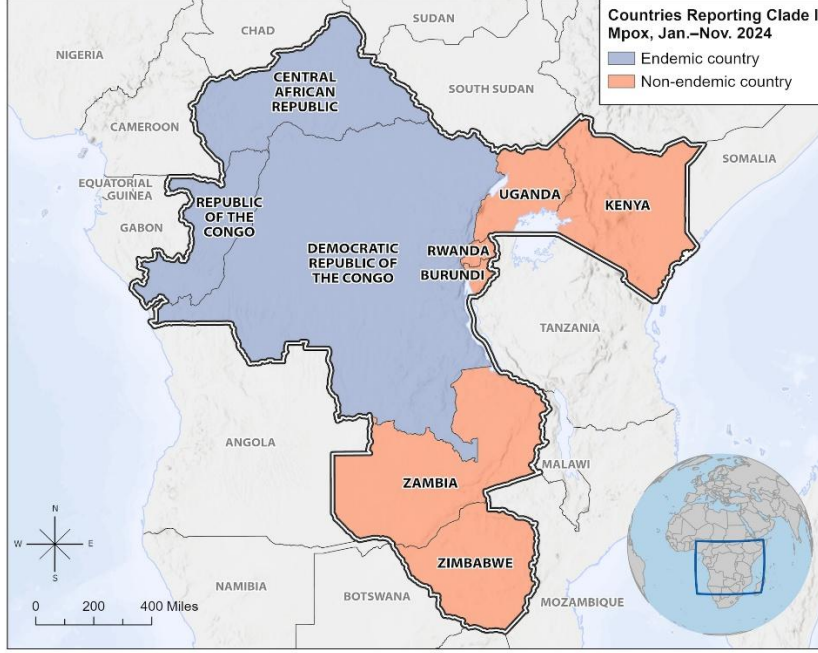 Countries Reporting Clade I
Mpox, Jan.–Nov. 2024
Endemic country
Non-endemic country
SUDAN
CHAD
NIGERIA
CENTRAL
AFRICAN
REPUBLIC
SOUTH SUDAN
CAMEROON
SOMALIA
EQUATORIAL
GUINEA
UGANDA
KENYA
REPUBLIC
OF THE
CONGO
GABON
DEMOCRATIC
REPUBLIC OF
THE CONGO
RWANDA
BURUNDI
TANZANIA
ANGOLA
MALAWI
ZAMBIA
N
W
E
S
ZIMBABWE
NAMIBIA
BOTSWANA
MOZAMBIQUE
0 200 400 Miles